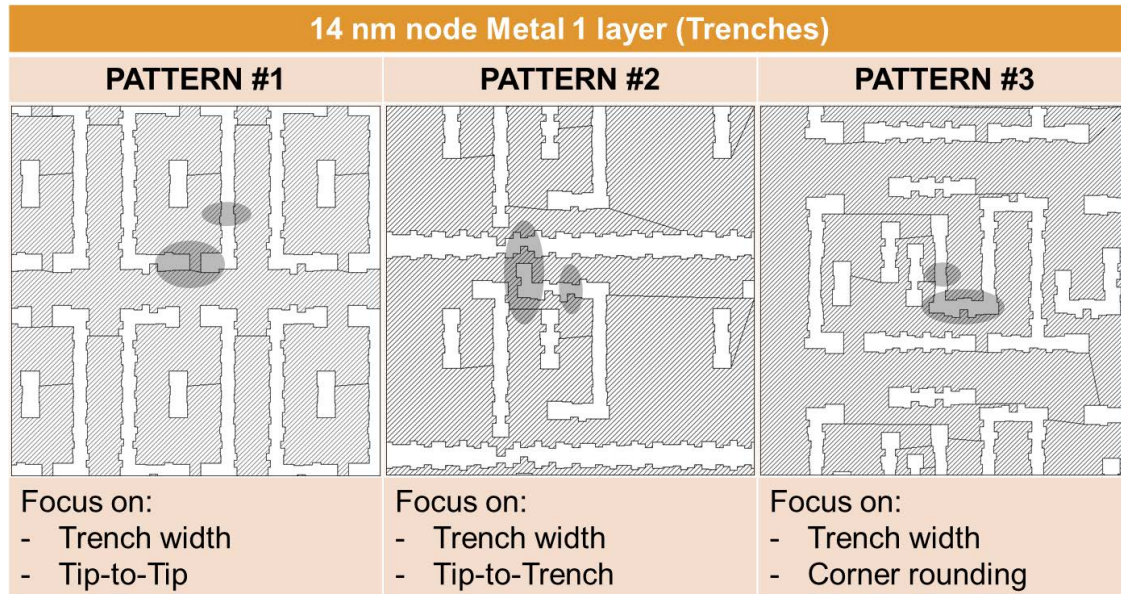 14 nm node Metal 1 layer (Trenches)
PATTERN #1
PATTERN #2
PATTERN #3
Focus on:
- Trench width
- Tip-to-Tip
Focus on:
- Trench width
- Tip-to-Trench
Focus on:
- Trench width
- Corner rounding